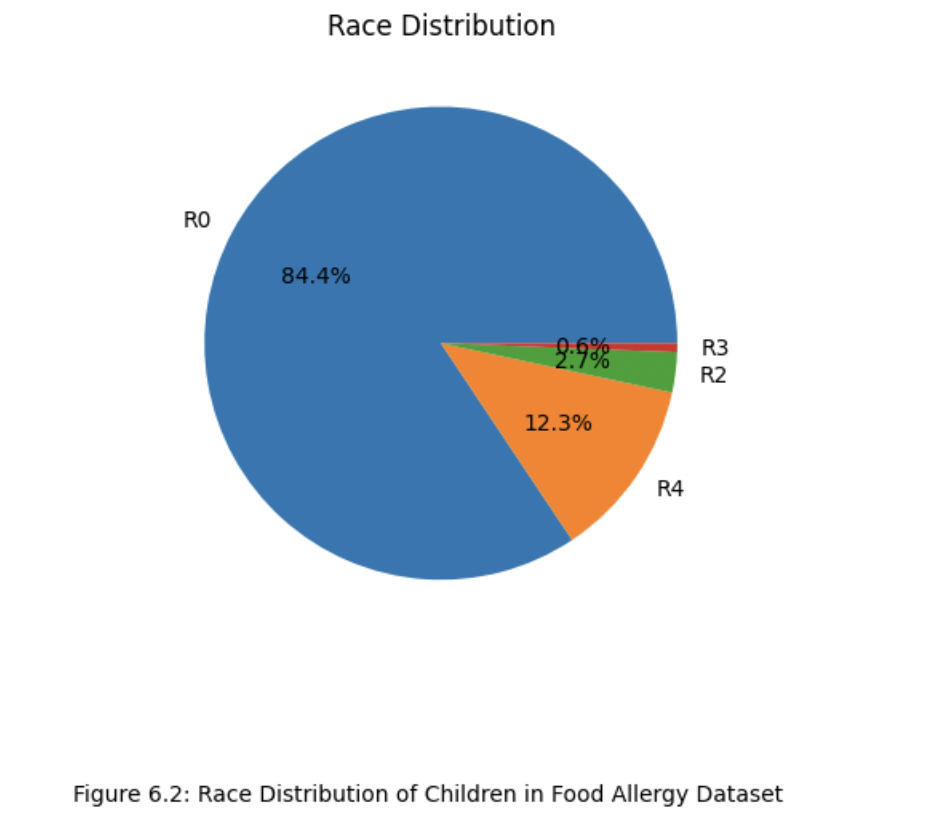 Race Distribution
R0
84.4%
0.6%
R3
2.7%
R2
12.3%
R4
Figure 6.2: Race Distribution of Children in Food Allergy Dataset